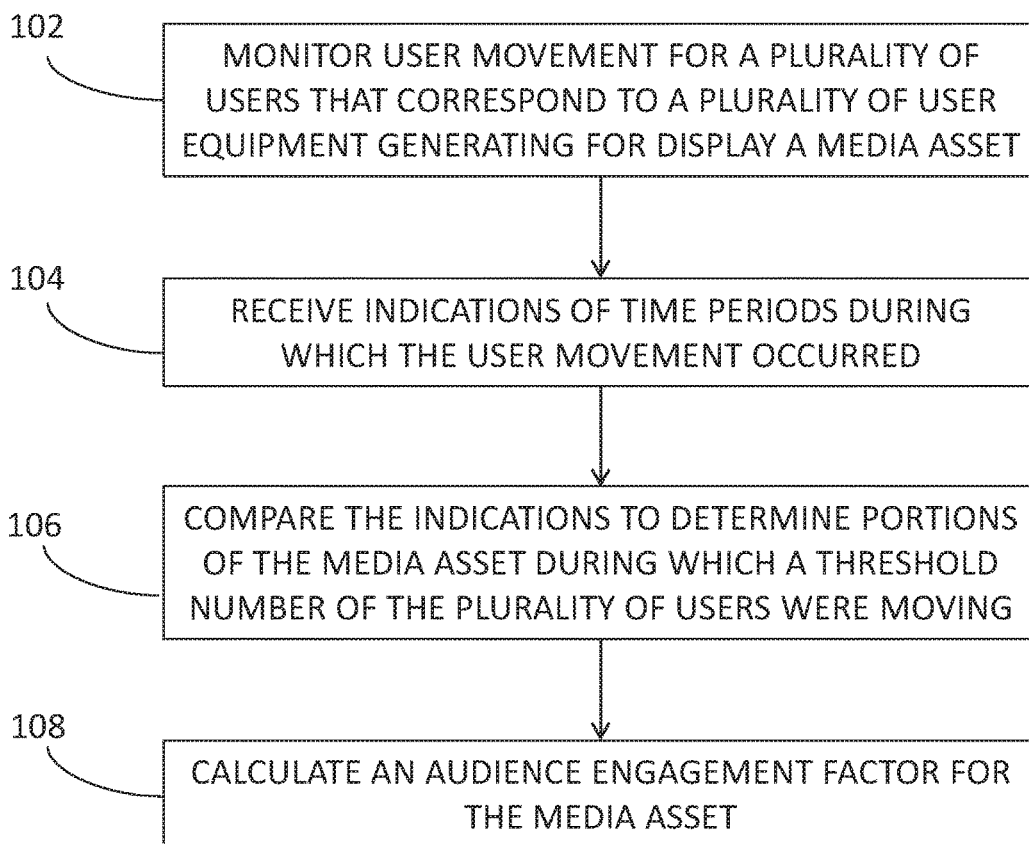 102
MONITOR USER MOVEMENT FOR A PLURALITY OF
USERS THAT CORRESPOND TO A PLURALITY OF USER
EQUIPMENT GENERATING FOR DISPLAY A MEDIA ASSET
104
RECEIVE INDICATIONS OF TIME PERIODS DURING
WHICH THE USER MOVEMENT OCCURRED
106
COMPARE THE INDICATIONS TO DETERMINE PORTIONS
OF THE MEDIA ASSET DURING WHICH A THRESHOLD
NUMBER OF THE PLURALITY OF USERS WERE MOVING
108
CALCULATE AN AUDIENCE ENGAGEMENT FACTOR FOR
THE MEDIA ASSET